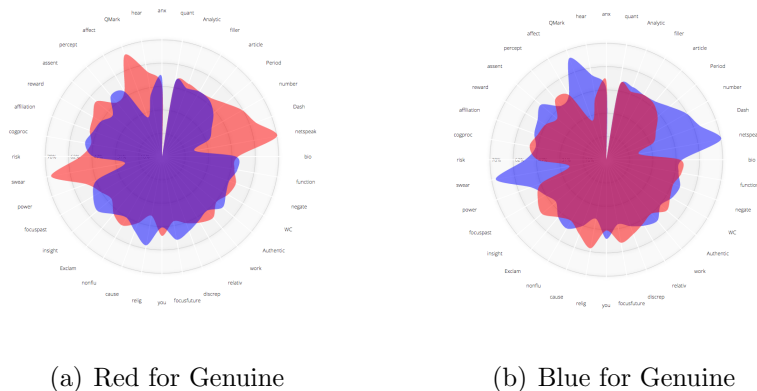 anx
quant
Analytic
filler
article
Period
number
Dash
netspeak
bio
function
negate
WC
Authentic
work
relativ
discrep
focusfuture
you
relig
cause
nonflu
Exclam
insight
focuspast
power
swear
risk
cogproc
affiliation
reward
assent
percept
affect
QMark
hear
(a) Red for Genuine
anx
quant
Analytic
filler
article
Period
number
Dash
netspeak
bio
function
negate
WC
Authentic
work
relativ
discrep
focusfuture
you
relig
cause
nonflu
Exclam
insight
focuspast
power
swear
risk
cogproc
affiliation
reward
assent
percept
affect
QMark
hear
(b) Blue for Genuine